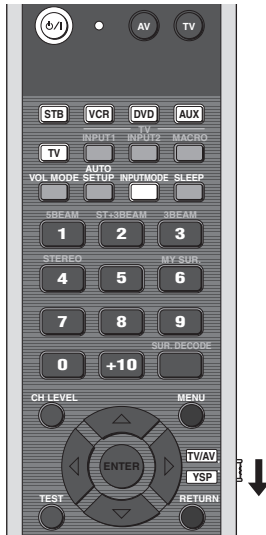 ⏻/I AV TV
STB VCR DVD AUX
TV
INPUT1 INPUT2 MACRO
TV
AUTO
VOL MODE SETUP INPUTMODE SLEEP
5BEAM ST+3BEAM 3BEAM
1 2 3
STEREO MY SUR.
4 5 6
7 8 9
SUR. DECODE
0 +10
CH LEVEL MENU
ENTER
TV/AV
YSP
TEST RETURN